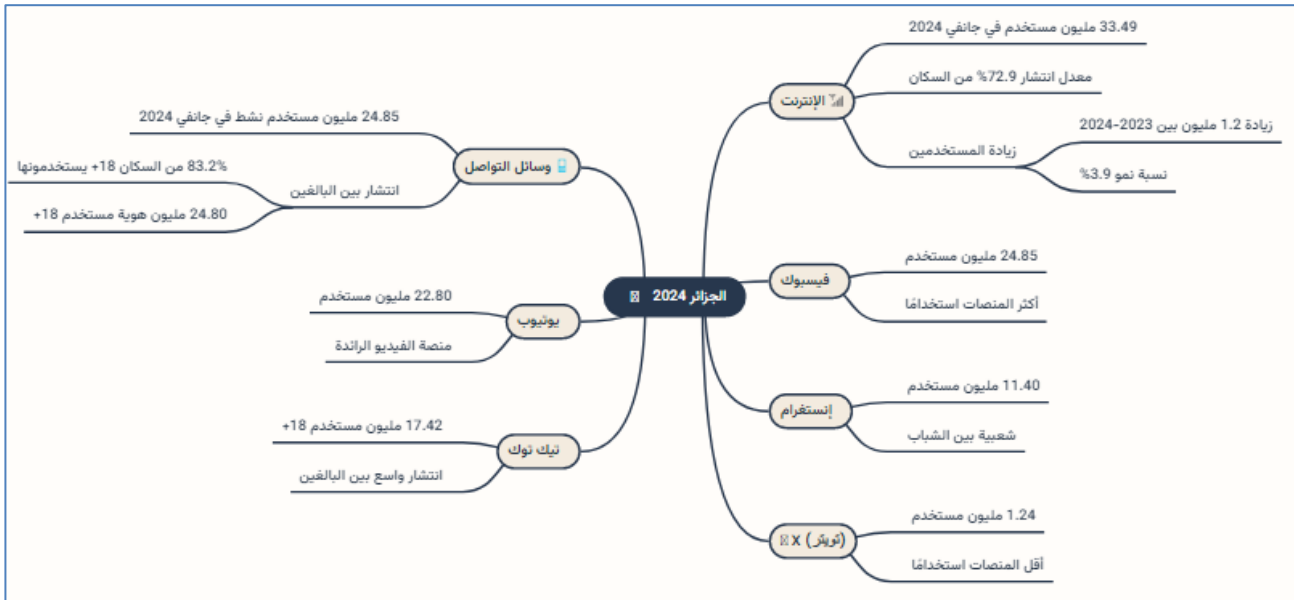 الجزائر 2024
الإنترنت
33.49 مليون مستخدم في جانفي 2024
معدل انتشار 72.9% من السكان
زيادة المستخدمين
زيادة 1.2 مليون بين 2023-2024
نسبة نمو 3.9%
فيسبوك
24.85 مليون مستخدم
أكثر المنصات استخدامًا
إنستغرام
11.40 مليون مستخدم
شعبية بين الشباب
X (تويتر)
1.24 مليون مستخدم
أقل المنصات استخدامًا
وسائل التواصل
24.85 مليون مستخدم نشط في جانفي 2024
انتشار بين البالغين
83.2% من السكان 18+ يستخدمونها
24.80 مليون هوية مستخدم 18+
يوتيوب
22.80 مليون مستخدم
منصة الفيديو الرائدة
تيك توك
17.42 مليون مستخدم 18+
انتشار واسع بين البالغين